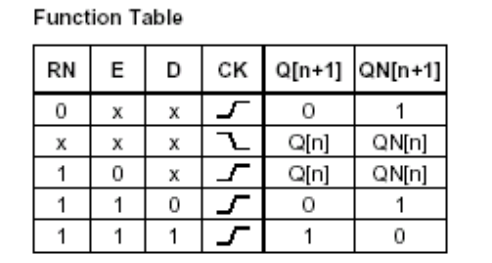 Function Table
RN E D CK Q[n+1] QN[n+1]
0 x x 0 1
x x x Q[n] QN[n]
1 0 x Q[n] QN[n]
1 1 0 0 1
1 1 1 1 0